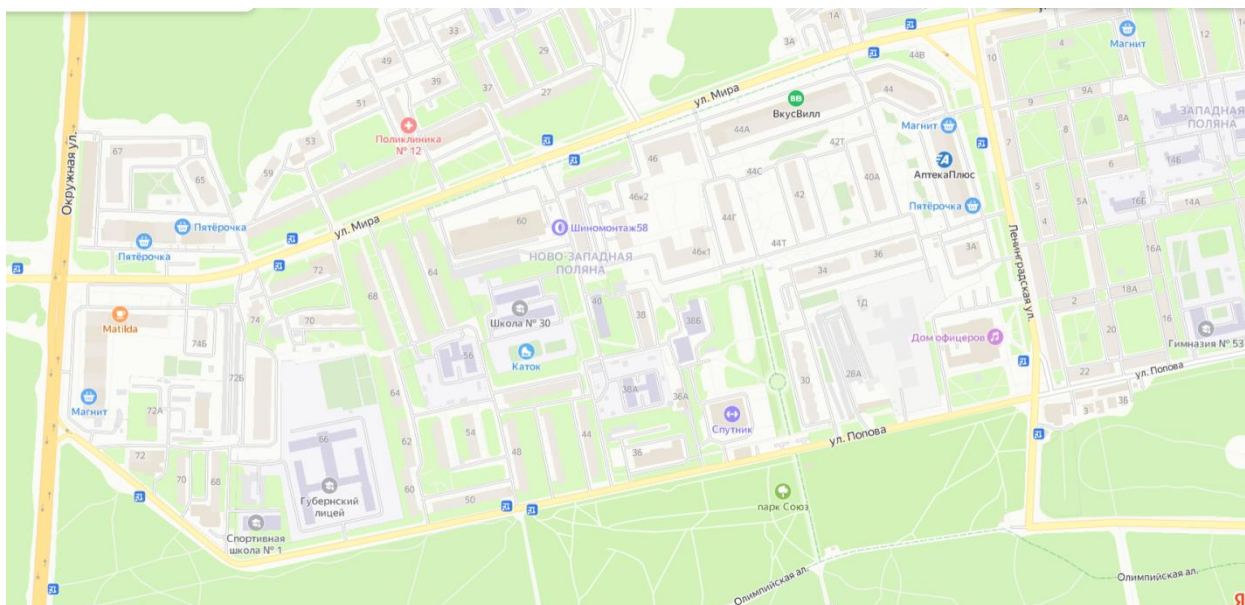 33
1А
ул.
49
29
3А
44В
10
4
Магнит
12
14
39
37
27
ул. Мира
44
9
9А
51
ВкусВилл
44А
Магнит
8А
ЗАПАДНАЯ
ПОЛЯНА
Поликлиника
№ 12
53
42Т
7
8
67
46
АптекаПлюс
6
14Б
59
44С
40А
65
46к2
42
5
Окружная ул.
Пятёрочка
5А
16Б
14А
60
Шиномонтаж58
44Г
Пятёрочка
4
ул. Мира
44Т
Ленинградская ул.
3А
16А
Пятёрочка
46к1
36
НОВО-ЗАПАДНАЯ
ПОЛЯНА
72
64
34
18А
68
40
1Д
2
Matilda
74
70
Школа № 30
38
38Б
20
16
74Б
Дом офицеров
Гимназия № 53
56
Каток
72Б
28А
30
22
ул. Попова
64
38А
36А
Магнит
72А
3
3Б
Спутник
54
44
62
48
66
ул. Попова
72
36
70
68
Губернский
лицей
60
50
парк Союз
Спортивная
школа № 1
Олимпийская ал.
Олимпийская ал.
Я